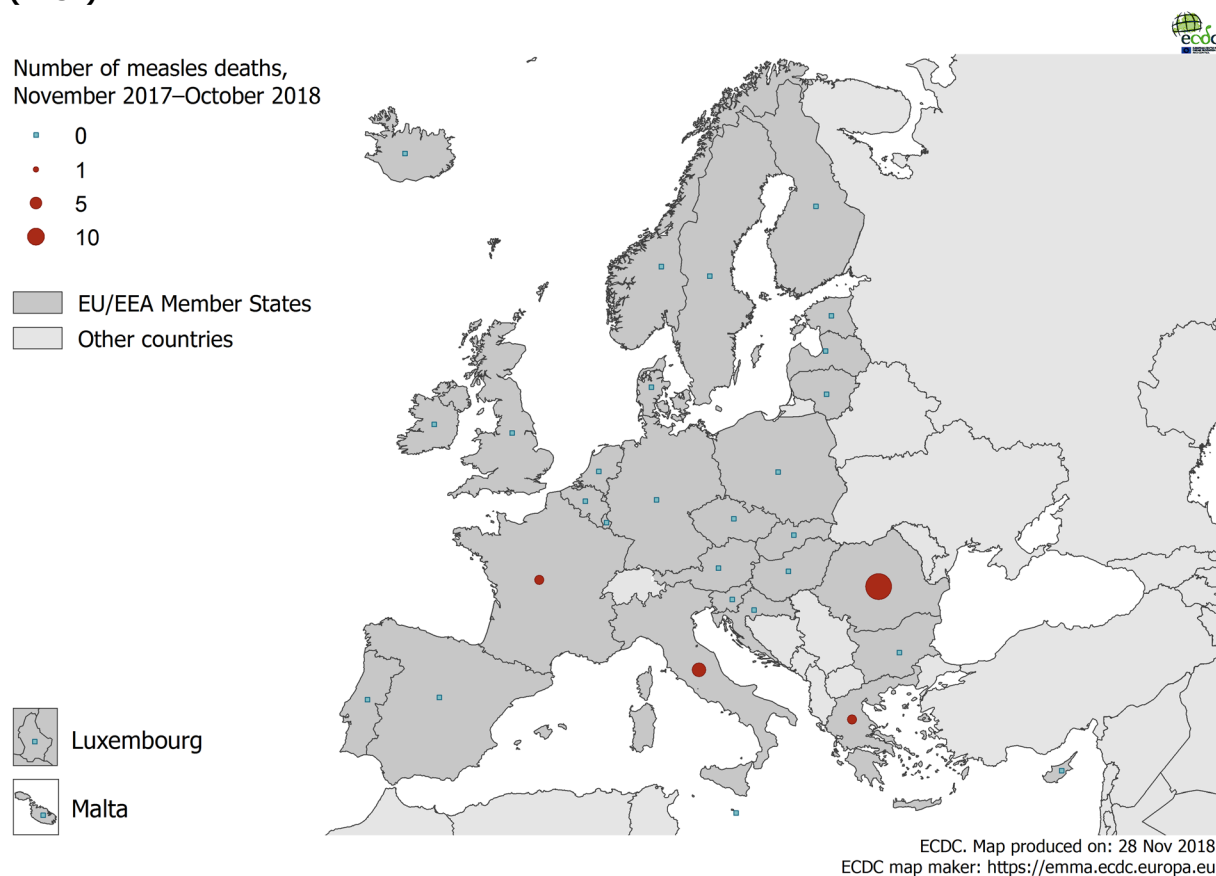 ecdc
Number of measles deaths,
November 2017–October 2018
0
1
5
10
EU/EEA Member States
Other countries
Luxembourg
Malta
ECDC. Map produced on: 28 Nov 2018
ECDC map maker: https://emma.ecdc.europa.eu